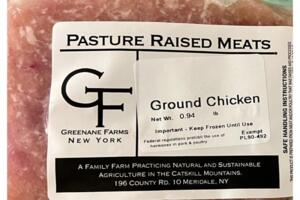 PASTURE RAISED MEATS
GF
GREENANE FARMS
NEW YORK
Ground Chicken
Net Wt. 0.94 lb
Important - Keep Frozen Until Use
Federal regulations prohibit the use of
hormones in pork & poultry
Exempt
PL90-492
A FAMILY FARM PRACTICING NATURAL AND SUSTAINABLE
AGRICULTURE IN THE CATSKILL MOUNTAINS.
196 COUNTY RD. 10 MERIDALE, NY
SAFE HANDLING INSTRUCTIONS